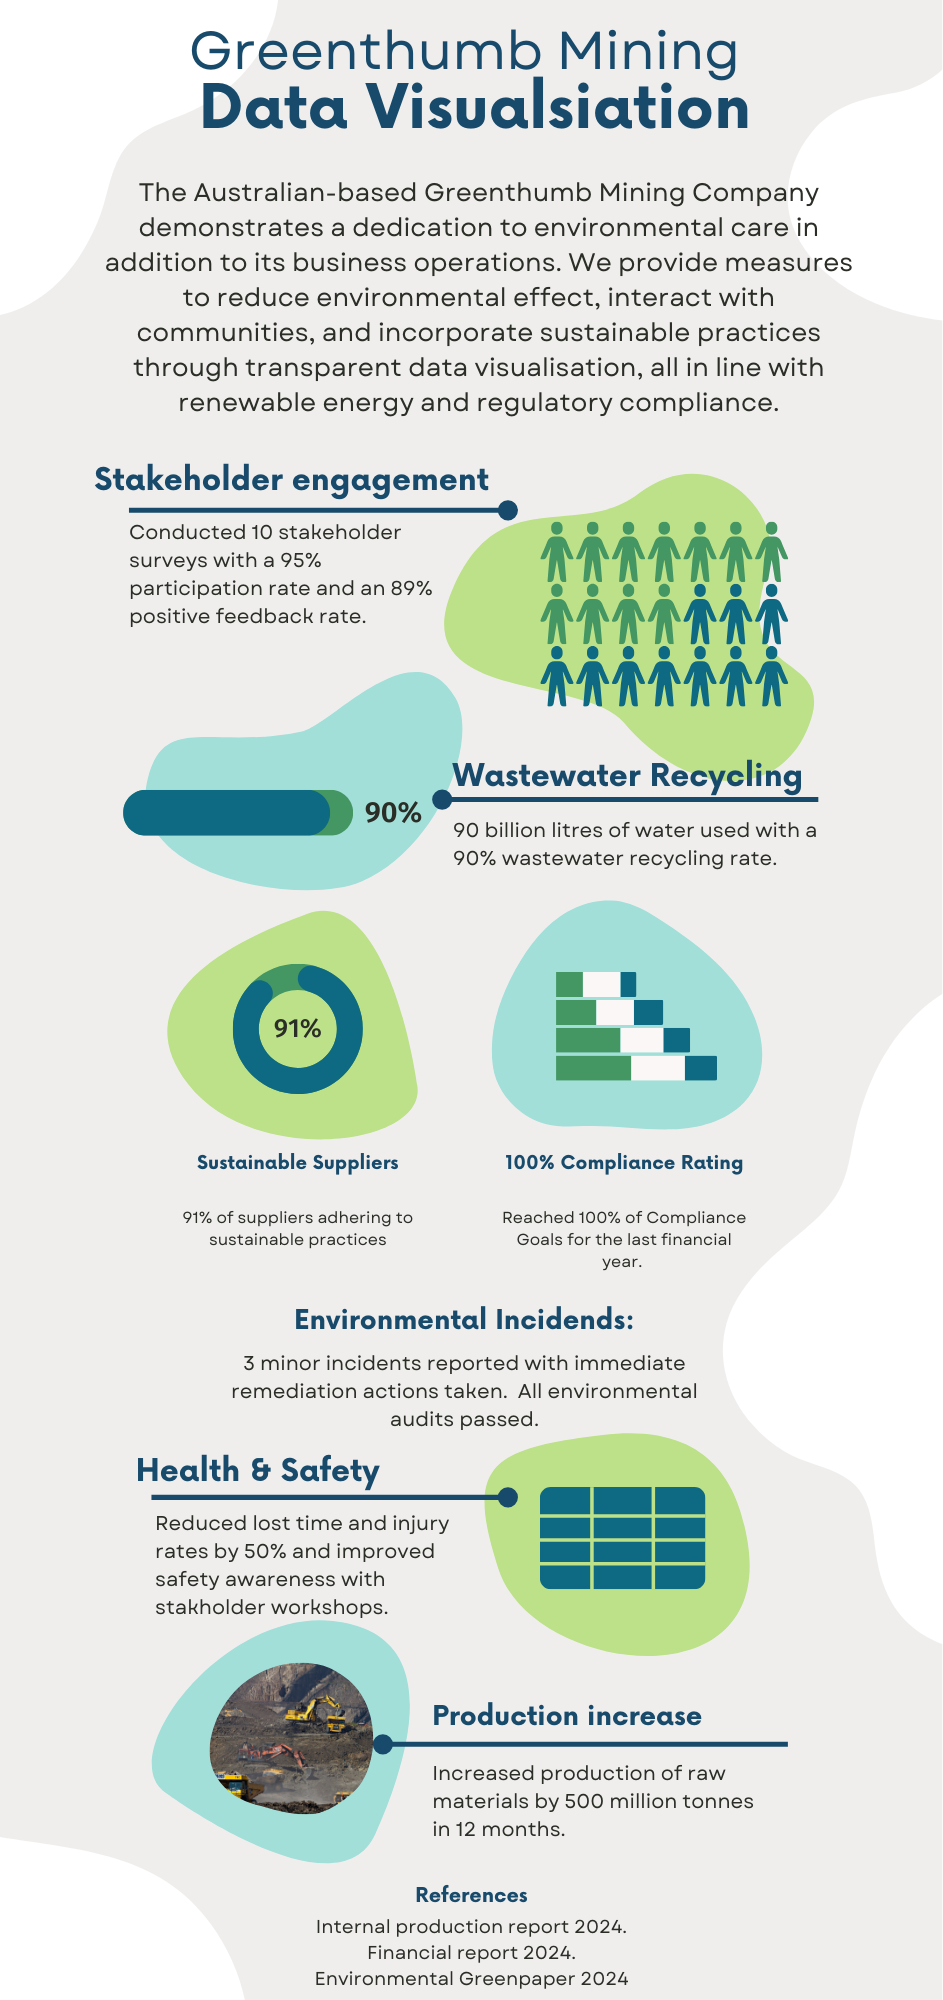 Greenthumb Mining
Data Visualsiation
The Australian-based Greenthumb Mining Company
demonstrates a dedication to environmental care in
addition to its business operations. We provide measures
to reduce environmental effect, interact with
communities, and incorporate sustainable practices
through transparent data visualisation, all in line with
renewable energy and regulatory compliance.
Stakeholder engagement
Conducted 10 stakeholder
surveys with a 95%
participation rate and an 89%
positive feedback rate.
90%
Wastewater Recycling
90 billion litres of water used with a
90% wastewater recycling rate.
91%
Sustainable Suppliers
91% of suppliers adhering to
sustainable practices
100% Compliance Rating
Reached 100% of Compliance
Goals for the last financial
year.
Environmental Incidends:
3 minor incidents reported with immediate
remediation actions taken.  All environmental
audits passed.
Health & Safety
Reduced lost time and injury
rates by 50% and improved
safety awareness with
stakholder workshops.
Production increase
Increased production of raw
materials by 500 million tonnes
in 12 months.
References
Internal production report 2024.
Financial report 2024.
Environmental Greenpaper 2024